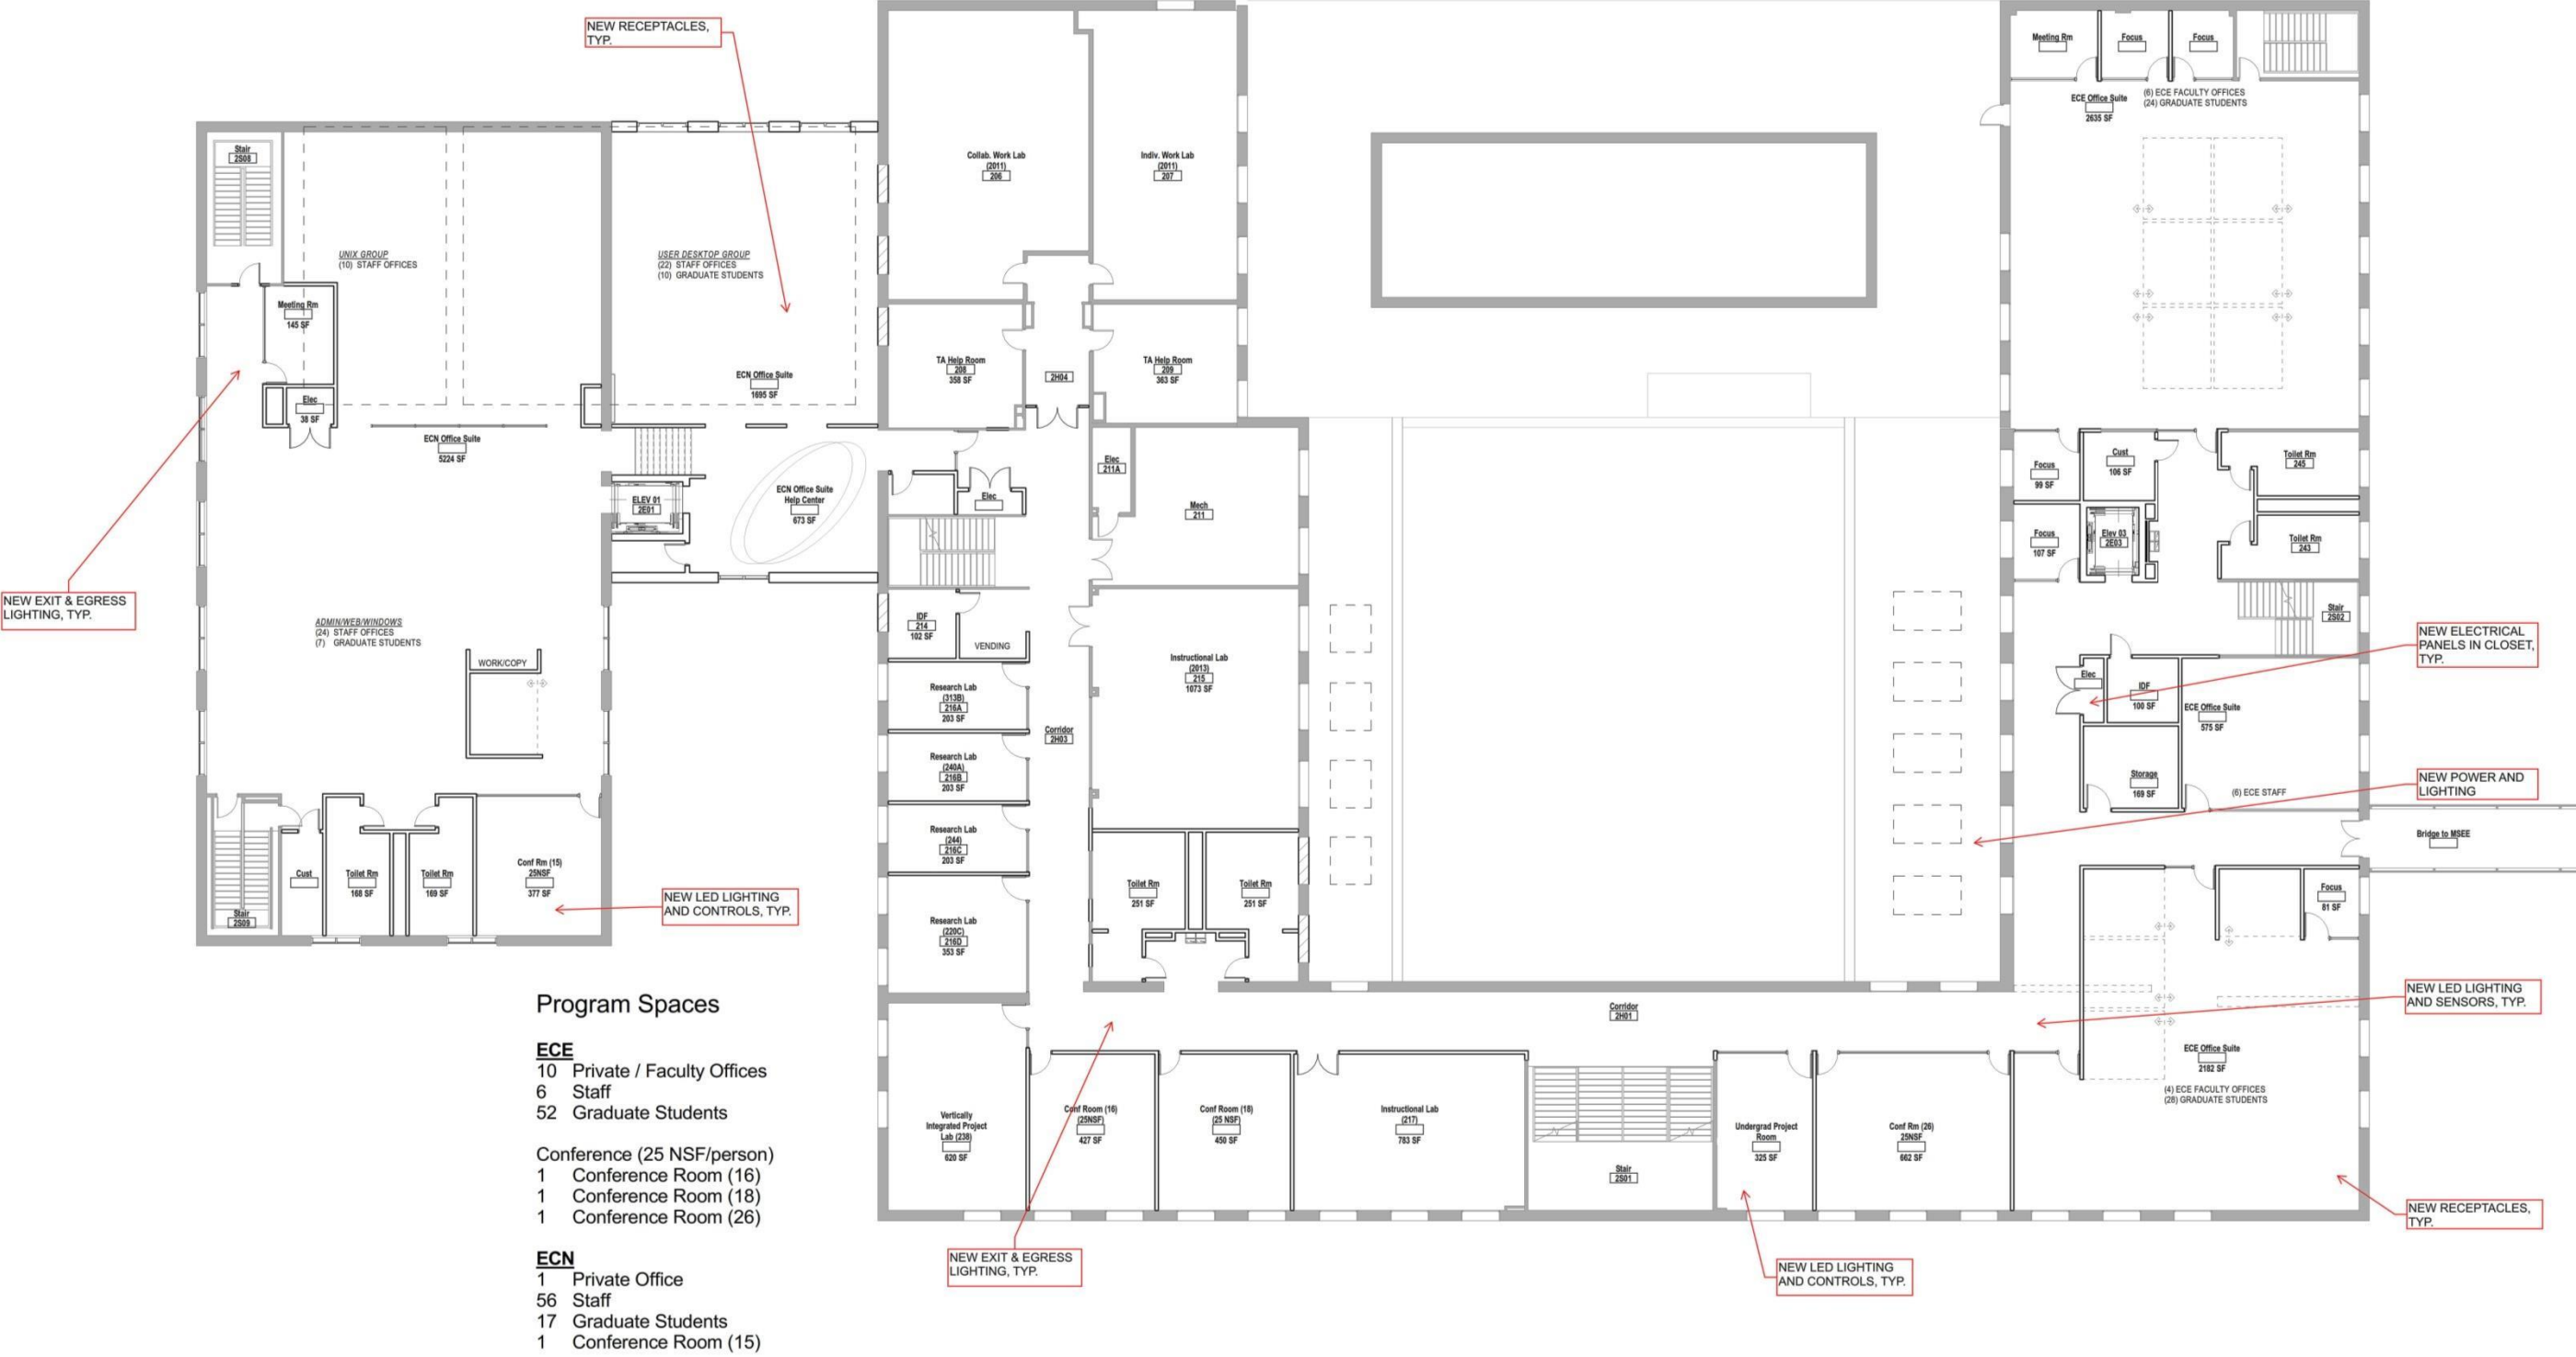 NEW RECEPTACLES,
TYP.
Stair
2S08
UNIX GROUP
(10) STAFF OFFICES
USER DESKTOP GROUP
(22) STAFF OFFICES
(10) GRADUATE STUDENTS
Meeting Rm
145 SF
Elec
38 SF
ECN Office Suite
5224 SF
ECN Office Suite
1695 SF
ELEV 01
2E01
ECN Office Suite
Help Center
673 SF
NEW EXIT & EGRESS
LIGHTING, TYP.
ADMIN/WEB/WINDOWS
(24) STAFF OFFICES
(7) GRADUATE STUDENTS
WORK/COPY
Stair
2S09
Cust
Toilet Rm
168 SF
Toilet Rm
169 SF
Conf Rm (15)
25NSF
377 SF
NEW LED LIGHTING
AND CONTROLS, TYP.
Collab. Work Lab
(2011)
206
Indiv. Work Lab
(2011)
207
TA Help Room
208
358 SF
2H04
TA Help Room
209
363 SF
Elec
Elec
211A
Mech
211
IDF
214
102 SF
VENDING
Research Lab
(313B)
216A
203 SF
Research Lab
(240A)
216B
203 SF
Research Lab
(244)
216C
203 SF
Research Lab
(220C)
216D
353 SF
Corridor
2H03
Instructional Lab
(2013)
215
1073 SF
Toilet Rm
251 SF
Toilet Rm
251 SF
Corridor
2H01
Vertically
Integrated Project
Lab (238)
620 SF
Conf Room (16)
(25NSF)
427 SF
Conf Room (18)
(25 NSF)
450 SF
Instructional Lab
(217)
783 SF
Stair
2S01
Undergrad Project
Room
325 SF
Conf Rm (26)
25NSF
662 SF
NEW EXIT & EGRESS
LIGHTING, TYP.
NEW LED LIGHTING
AND CONTROLS, TYP.
Meeting Rm
Focus
Focus
ECE Office Suite
2635 SF
(6) ECE FACULTY OFFICES
(24) GRADUATE STUDENTS
Focus
99 SF
Cust
106 SF
Toilet Rm
245
Focus
107 SF
Elev 03
2E03
Toilet Rm
243
Stair
2S02
NEW ELECTRICAL
PANELS IN CLOSET,
TYP.
Elec
IDF
100 SF
ECE Office Suite
575 SF
Storage
169 SF
(6) ECE STAFF
NEW POWER AND
LIGHTING
Bridge to MSEE
Focus
81 SF
NEW LED LIGHTING
AND SENSORS, TYP.
ECE Office Suite
2182 SF
(4) ECE FACULTY OFFICES
(28) GRADUATE STUDENTS
NEW RECEPTACLES,
TYP.
Program Spaces
ECE
10 Private / Faculty Offices
6 Staff
52 Graduate Students
Conference (25 NSF/person)
1 Conference Room (16)
1 Conference Room (18)
1 Conference Room (26)
ECN
1 Private Office
56 Staff
17 Graduate Students
1 Conference Room (15)